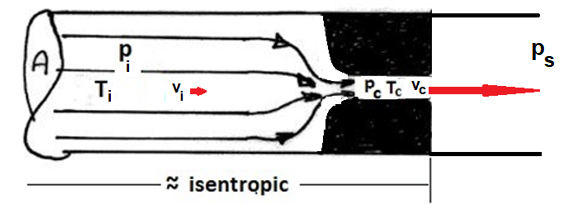 A
pi
Ti
vi
pc Tc vc
ps
≈ isentropic